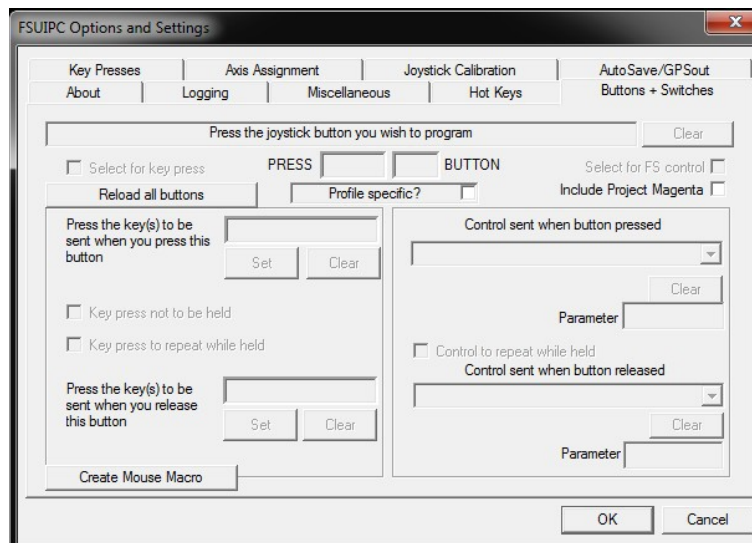 FSUIPC Options and Settings
Key Presses Axis Assignment Joystick Calibration AutoSave/GPSout
About Logging Miscellaneous Hot Keys Buttons + Switches
Press the joystick button you wish to program Clear
Select for key press PRESS BUTTON Select for FS control
Reload all buttons Profile specific? Include Project Magenta
Press the key(s) to be
sent when you press this
button
Set Clear
Key press not to be held
Key press to repeat while held
Press the key(s) to be
sent when you release
this button
Set Clear
Create Mouse Macro
Control sent when button pressed
Clear
Parameter
Control to repeat while held
Control sent when button released
Clear
Parameter
OK Cancel